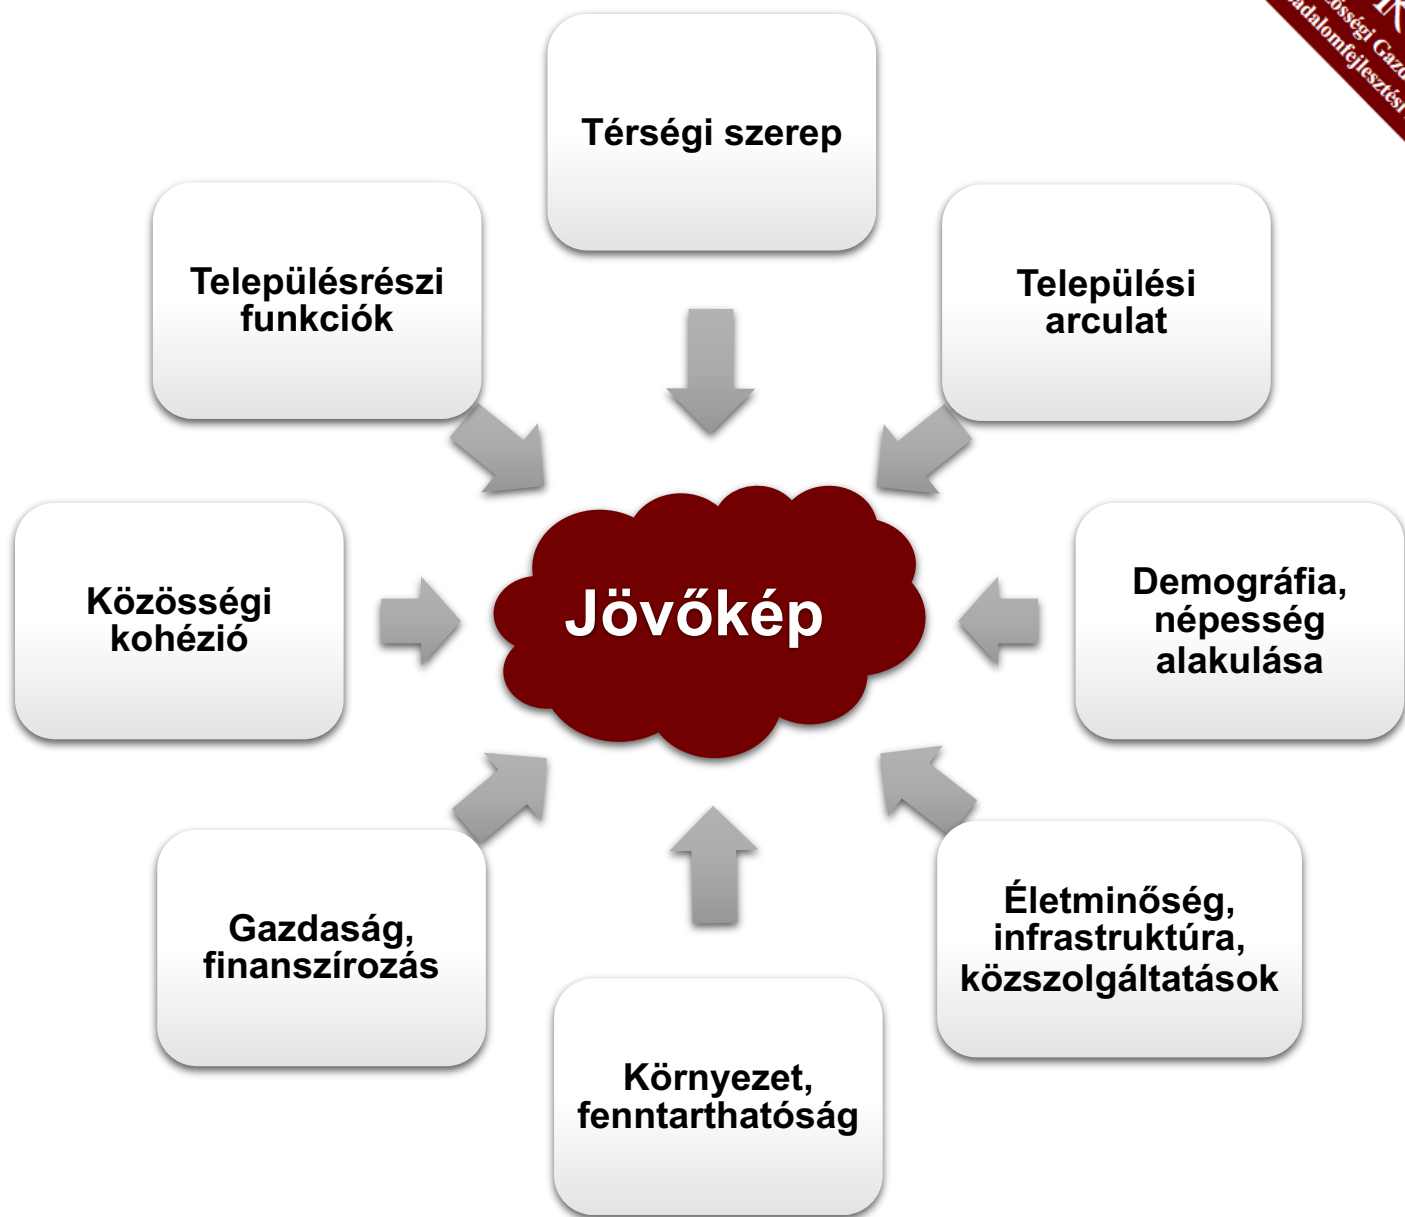 Térségi szerep
Településrészi
funkciók
Települési
arculat
Közösségi
kohézió
Jövőkép
Demográfia,
népesség
alakulása
Gazdaság,
finanszírozás
Életminőség,
infrastruktúra,
közszolgáltatások
Környezet,
fenntarthatóság